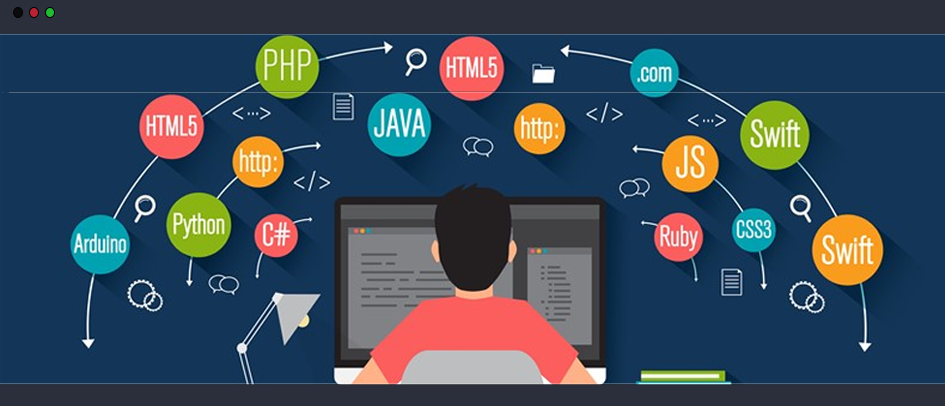 PHP
HTML5
.com
HTML5
JAVA
http:
Swift
http:
JS
Arduino
Python
C#
Ruby
CSS3
Swift
<...>
</>
<...>
</>